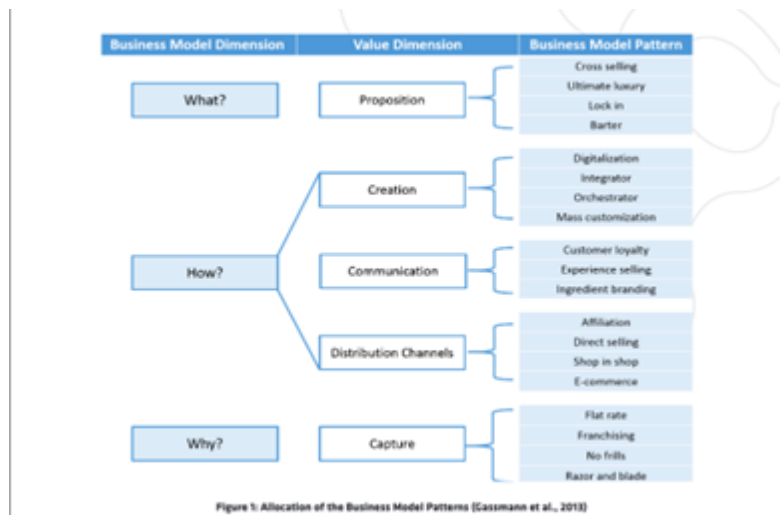 Business Model Dimension Value Dimension Business Model Pattern
What?
Proposition
Cross selling
Ultimate luxury
Lock in
Barter
How?
Creation
Digitalization
Integrator
Orchestrator
Mass customization
Communication
Customer loyalty
Experience selling
Ingredient branding
Distribution Channels
Affiliation
Direct selling
Shop in shop
E-commerce
Why?
Capture
Flat rate
Franchising
No frills
Razor and blade
Figure 1: Allocation of the Business Model Patterns (Gassmann et al., 2013)